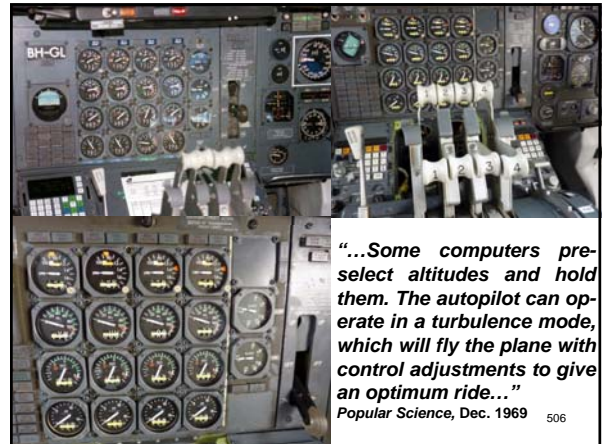 BH-GL
3 4
1 2 3 4
“…Some computers pre-
select altitudes and hold
them. The autopilot can op-
erate in a turbulence mode,
which will fly the plane with
control adjustments to give
an optimum ride…”
Popular Science, Dec. 1969
506